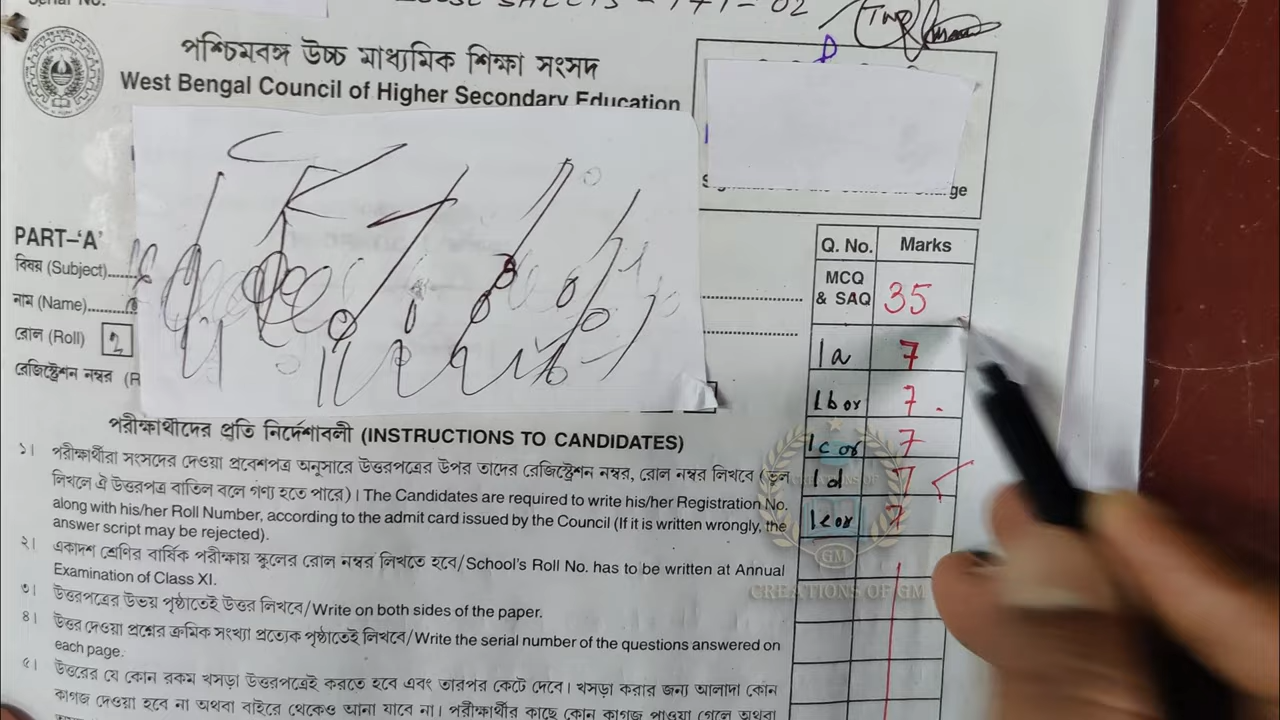 LOOSE SHEETS - 171 - 02
পশ্চিমবঙ্গ উচ্চ মাধ্যমিক শিক্ষা সংসদ
West Bengal Council of Higher Secondary Education
PART–'A'
বিষয় (Subject)
নাম (Name)
রোল (Roll) 2
রেজিস্ট্রেশন নম্বর (R
Q. No. Marks
MCQ & SAQ 35
1a 7
1b or 7
1c or 7
1d 7
1e or 7
পরীক্ষার্থীদের প্রতি নির্দেশাবলী (INSTRUCTIONS TO CANDIDATES)
১। পরীক্ষার্থীরা সংসদের দেওয়া প্রবেশপত্র অনুসারে উত্তরপত্রের উপর তাদের রেজিস্ট্রেশন নম্বর, রোল নম্বর লিখবে (ভুল
লিখলে ঐ উত্তরপত্র বাতিল বলে গণ্য হতে পারে)। The Candidates are required to write his/her Registration No.
along with his/her Roll Number, according to the admit card issued by the Council (If it is written wrongly, the
answer script may be rejected).
২। একাদশ শ্রেণির বার্ষিক পরীক্ষায় স্কুলের রোল নম্বর লিখতে হবে/School's Roll No. has to be written at Annual
Examination of Class XI.
৩। উত্তরপত্রের উভয় পৃষ্ঠাতেই উত্তর লিখবে/Write on both sides of the paper.
৪। উত্তর দেওয়া প্রশ্নের ক্রমিক সংখ্যা প্রত্যেক পৃষ্ঠাতেই লিখবে/Write the serial number of the questions answered on
each page.
৫। উত্তরের যে কোন রকম খসড়া উত্তরপত্রেই করতে হবে এবং তারপর কেটে দেবে। খসড়া করার জন্য আলাদা কোন
কাগজ দেওয়া হবে না অথবা বাইরে থেকেও আনা যাবে না। পরীক্ষার্থীর কাছে কোন কাগজ পাওয়া গেলে অথবা
GM
CREATIONS OF GM